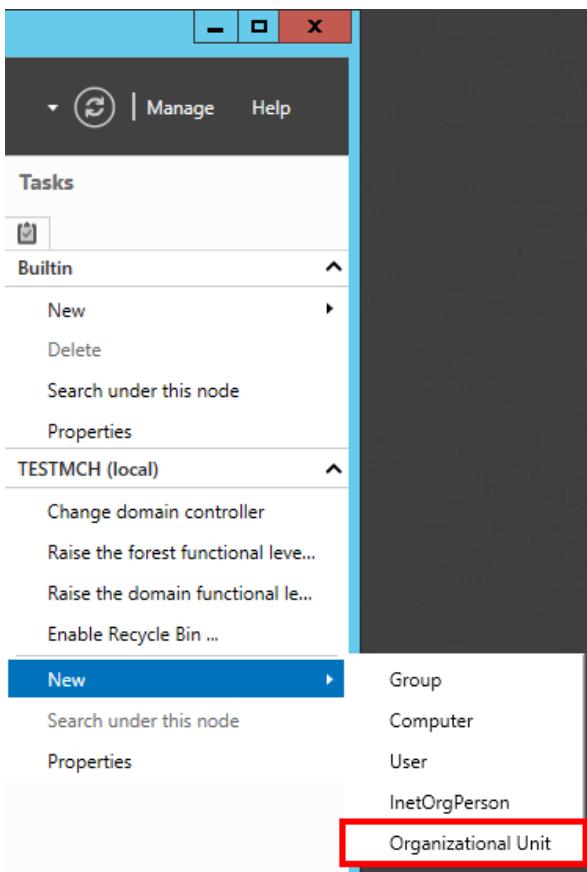 Manage Help
Tasks
Builtin
New
Delete
Search under this node
Properties
TESTMCH (local)
Change domain controller
Raise the forest functional leve...
Raise the domain functional le...
Enable Recycle Bin ...
New
Group
Search under this node
Computer
Properties
User
InetOrgPerson
Organizational Unit